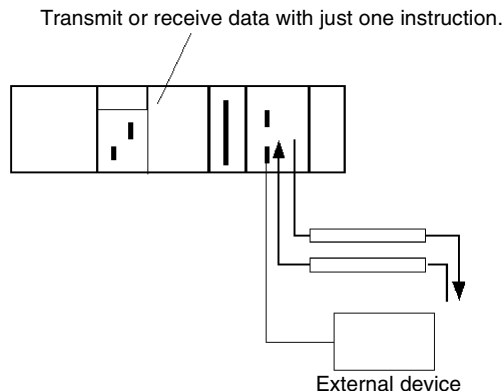 Transmit or receive data with just one instruction.
External device